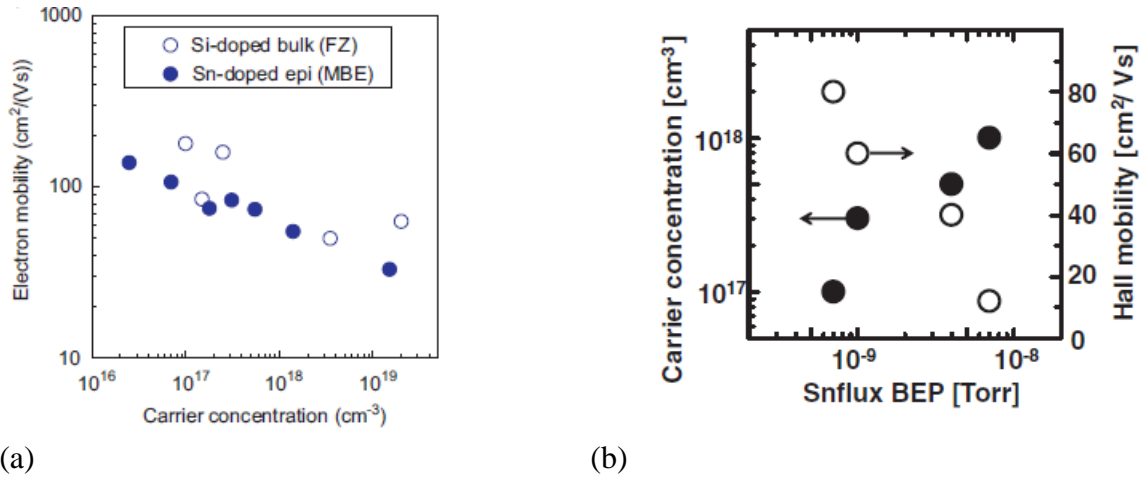 1000
100
10
Electron mobility (cm²/(Vs))
Si-doped bulk (FZ)
Sn-doped epi (MBE)
10¹⁶ 10¹⁷ 10¹⁸ 10¹⁹
Carrier concentration (cm⁻³)
(a)
Carrier concentration [cm⁻³]
10¹⁸
10¹⁷
80
60
40
20
0
Hall mobility [cm²/ Vs]
10⁻⁹ 10⁻⁸
Snflux BEP [Torr]
(b)